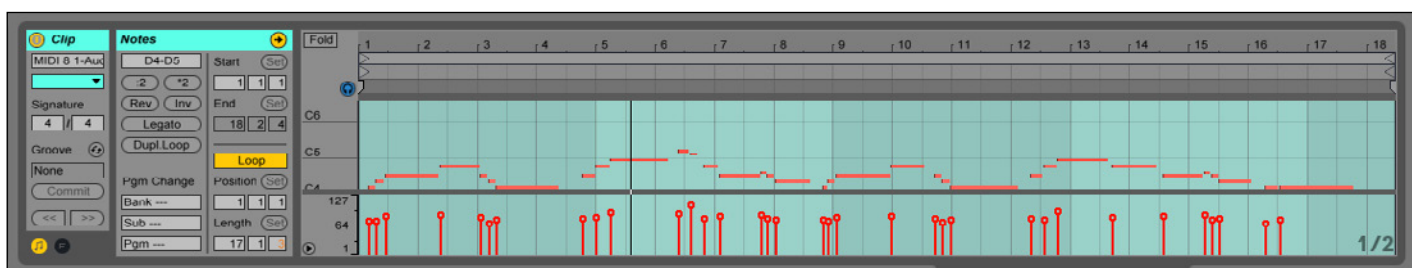 Clip
MIDI 8 1-Aud
Signature
4 / 4
Groove
None
Commit
<< >>
Notes
D4-D5
:2 *2
Rev Inv
Legato
Dupl.Loop
Pgm Change
Bank ---
Sub ---
Pgm ---
Start Set
1 1 1
End Set
18 2 4
Loop
Position Set
1 1 1
Length Set
17 1 3
Fold
1 2 3 4 5 6 7 8 9 10 11 12 13 14 15 16 17 18
C6
C5
C4
127
64
1
1/2